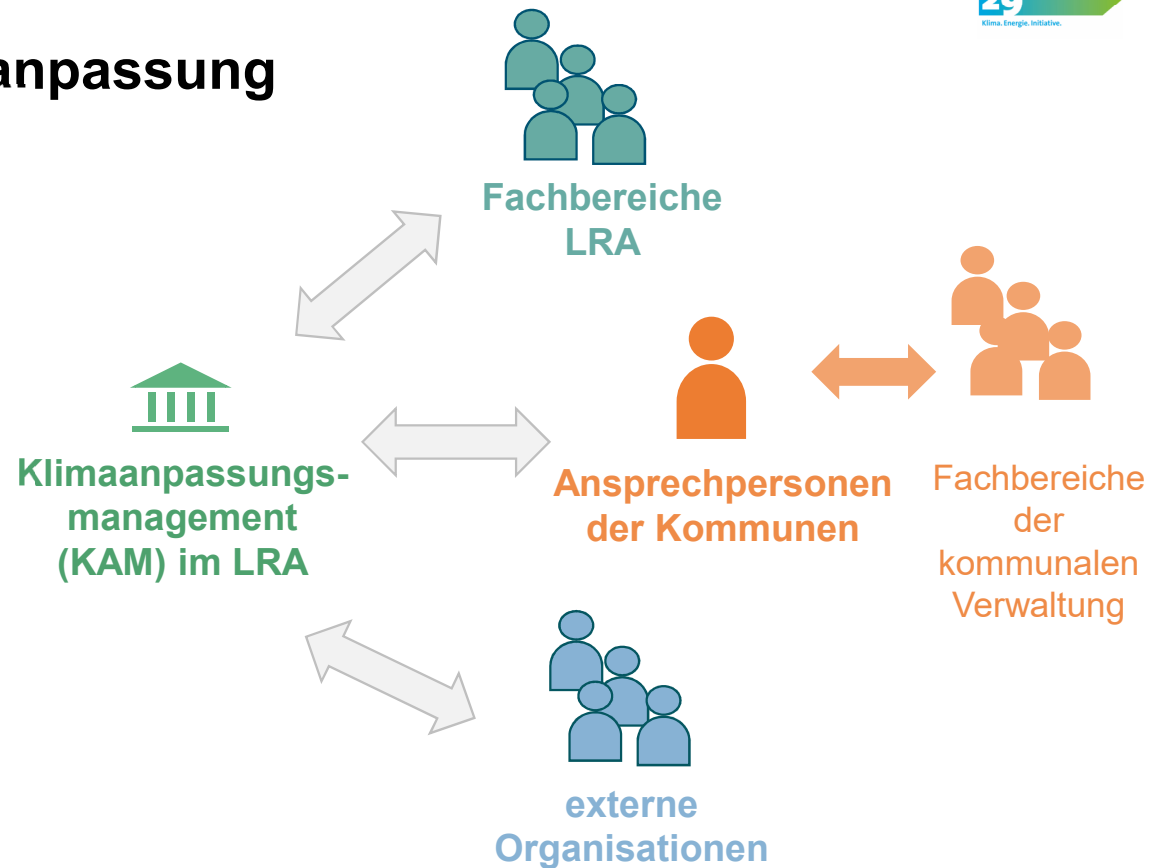 29
Klima. Energie. Initiative.
anpassung
Fachbereiche
LRA
Klimaanpassungs-
management
(KAM) im LRA
Ansprechpersonen
der Kommunen
Fachbereiche
der
kommunalen
Verwaltung
externe
Organisationen